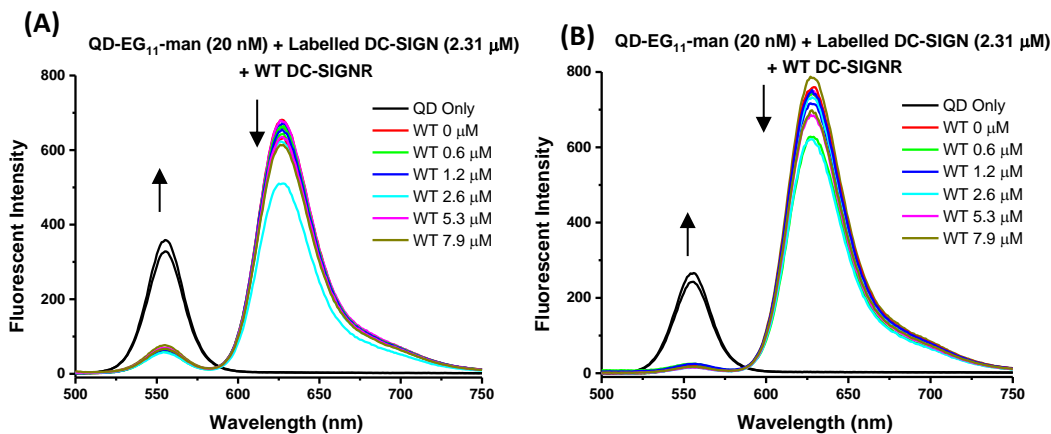 (A)
QD-EG11-man (20 nM) + Labelled DC-SIGN (2.31 μM)
+ WT DC-SIGNR
800
600
400
200
0
Fluorescent Intensity
QD Only
WT 0 μM
WT 0.6 μM
WT 1.2 μM
WT 2.6 μM
WT 5.3 μM
WT 7.9 μM
500 550 600 650 700 750
Wavelength (nm)
(B)
QD-EG11-man (20 nM) + Labelled DC-SIGN (2.31 μM)
+ WT DC-SIGNR
800
600
400
200
0
Fluorescent Intensity
QD Only
WT 0 μM
WT 0.6 μM
WT 1.2 μM
WT 2.6 μM
WT 5.3 μM
WT 7.9 μM
500 550 600 650 700 750
Wavelength (nm)